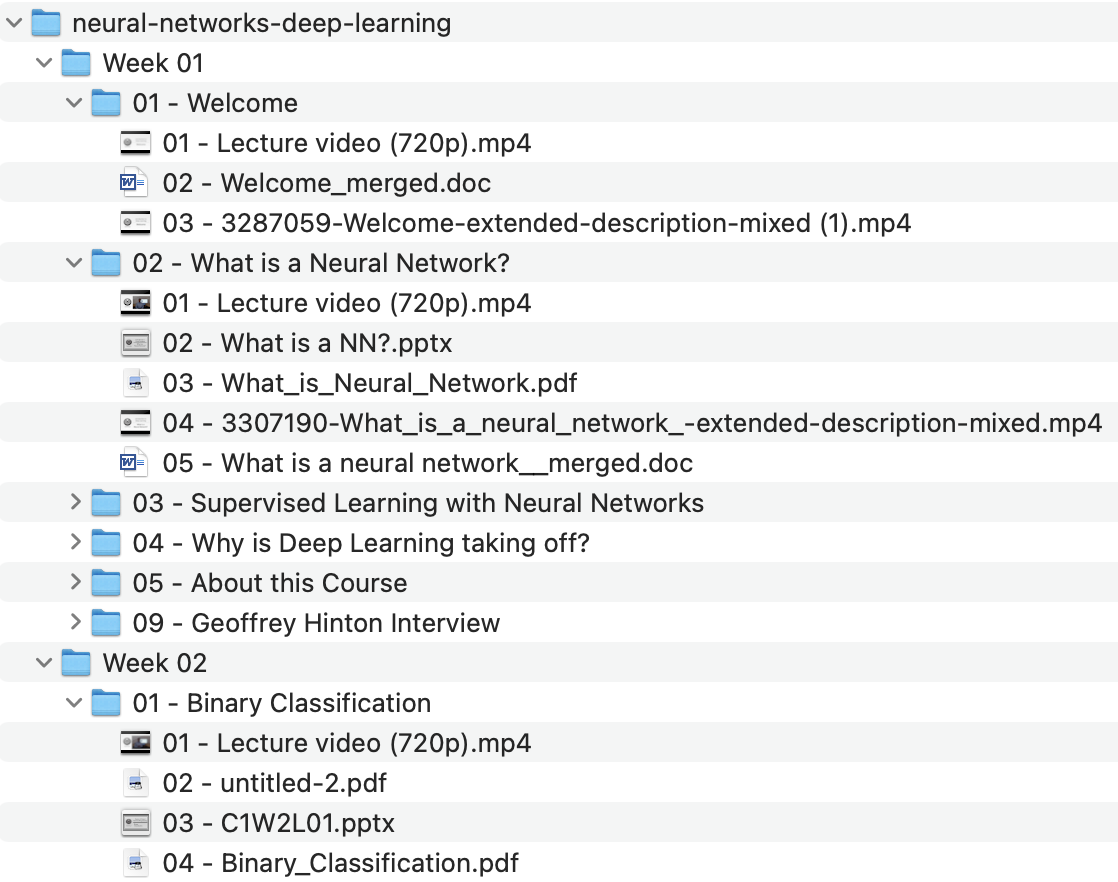 neural-networks-deep-learning
Week 01
01 - Welcome
01 - Lecture video (720p).mp4
02 - Welcome_merged.doc
03 - 3287059-Welcome-extended-description-mixed (1).mp4
02 - What is a Neural Network?
01 - Lecture video (720p).mp4
02 - What is a NN?.pptx
03 - What_is_Neural_Network.pdf
04 - 3307190-What_is_a_neural_network_-extended-description-mixed.mp4
05 - What is a neural network__merged.doc
03 - Supervised Learning with Neural Networks
04 - Why is Deep Learning taking off?
05 - About this Course
09 - Geoffrey Hinton Interview
Week 02
01 - Binary Classification
01 - Lecture video (720p).mp4
02 - untitled-2.pdf
03 - C1W2L01.pptx
04 - Binary_Classification.pdf